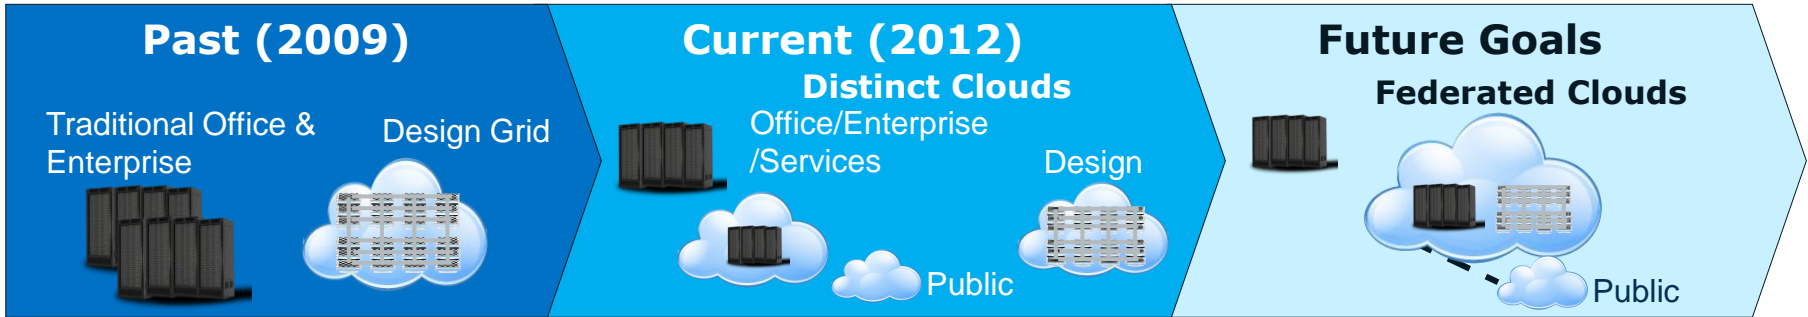 Past (2009)
Traditional Office &
Enterprise
Design Grid
Current (2012)
Distinct Clouds
Office/Enterprise
/Services
Design
Public
Future Goals
Federated Clouds
Public